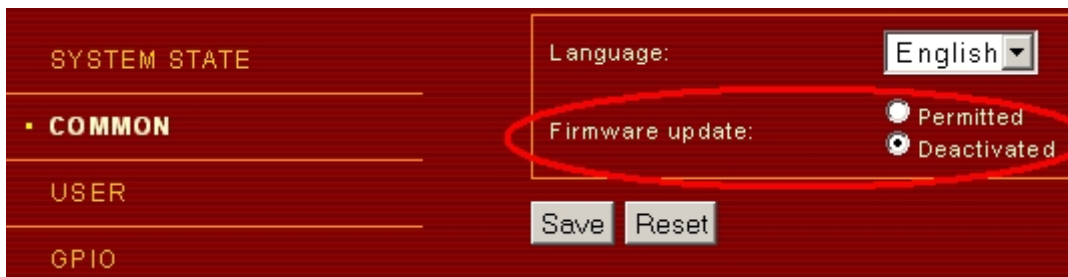 SYSTEM STATE
COMMON
USER
GPIO
Language:
English
Firmware update:
Permitted
Deactivated
Save
Reset